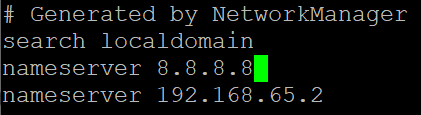 # Generated by NetworkManager
search localdomain
nameserver 8.8.8.8
nameserver 192.168.65.2